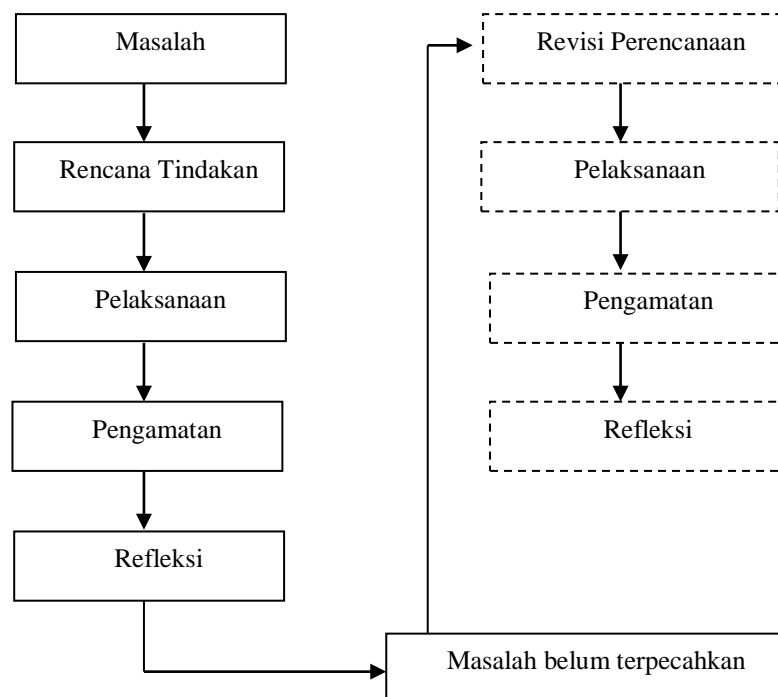 Masalah
Rencana Tindakan
Pelaksanaan
Pengamatan
Refleksi
Masalah belum terpecahkan
Revisi Perencanaan
Pelaksanaan
Pengamatan
Refleksi